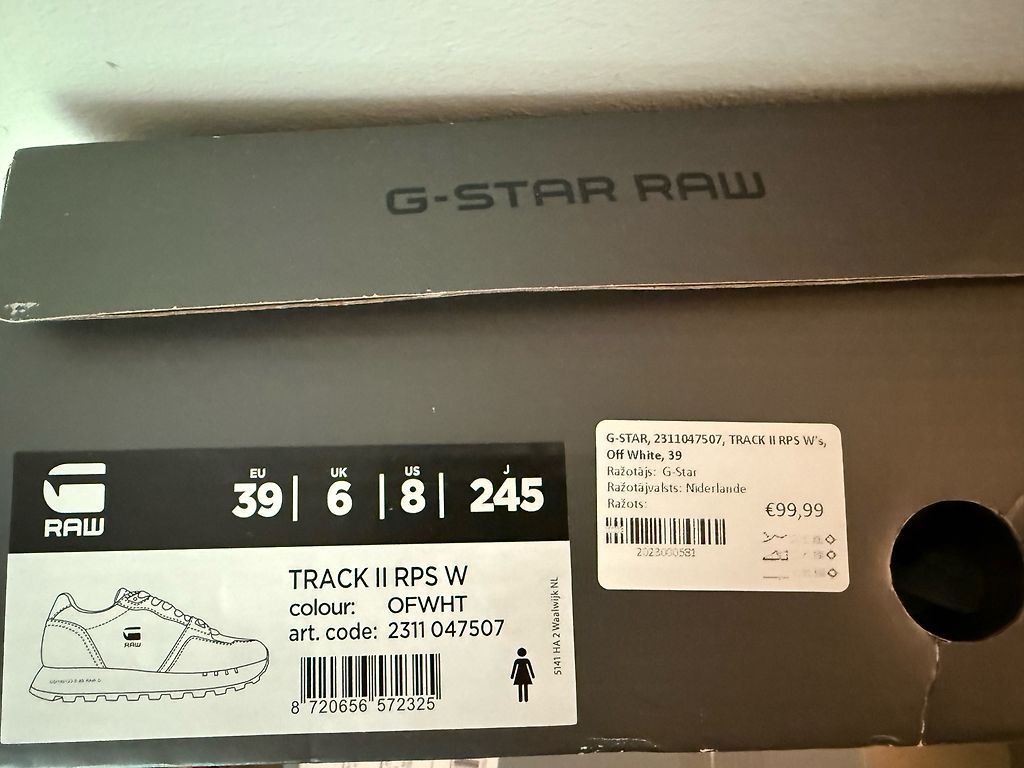 G-STAR RAW
RAW
EU
39
UK
6
US
8
J
245
TRACK II RPS W
colour: OFWHT
art. code: 2311 047507
8 720656 572325
5141 HA 2 Waalwijk NL
RAW
G-STAR, 2311047507, TRACK II RPS W's,
Off White, 39
Ražotājs: G-Star
Ražotājvalsts: Niderlande
Ražots:
€99,99
2023000581